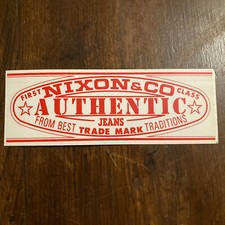 NIXON&CO
FIRST CLASS
AUTHENTIC
JEANS
FROM BEST TRADITIONS
TRADE MARK